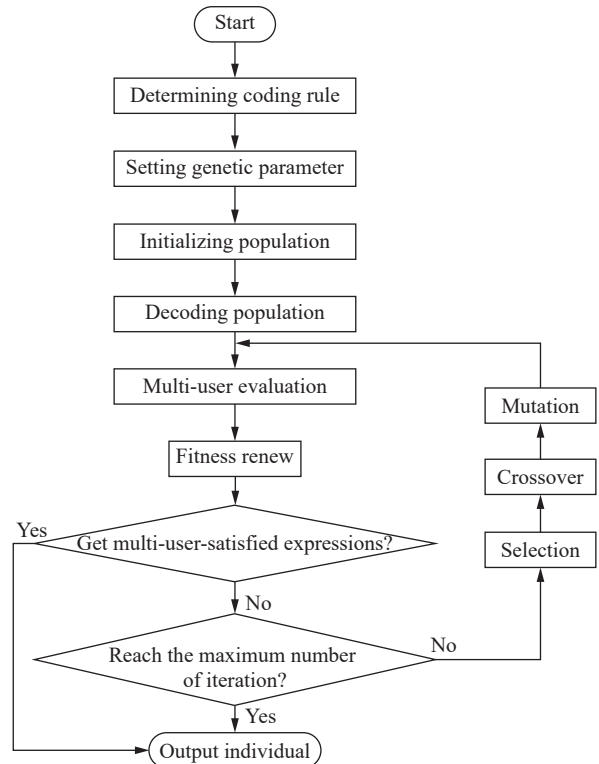 Start
Determining coding rule
Setting genetic parameter
Initializing population
Decoding population
Multi-user evaluation
Mutation
Fitness renew
Crossover
Yes
Get multi-user-satisfied expressions?
Selection
No
No
Reach the maximum number
of iteration?
Yes
Output individual